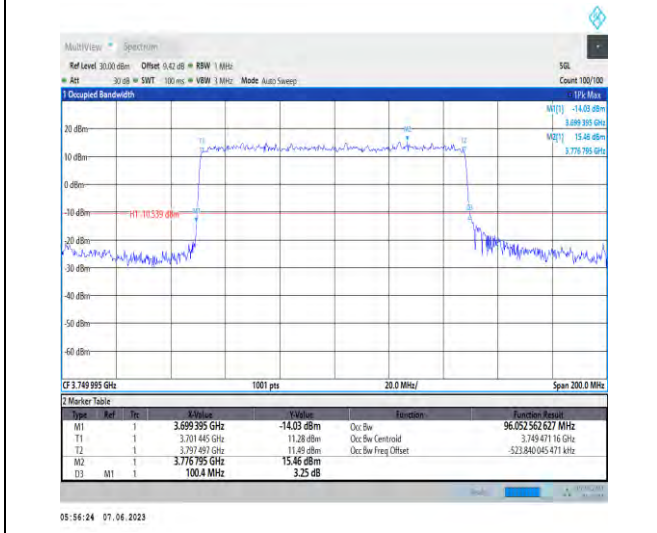 MultiView Spectrum
Ref Level 30.00 dBm Offset 9.42 dB RBW 1 MHz SGL
Att 30 dB SWT 100 ms VBW 3 MHz Mode Auto Sweep Count 100/100
1 Occupied Bandwidth 1Pk Max
M1[1] -14.03 dBm
3.699 395 GHz
M2[1] 15.46 dBm
3.776 795 GHz
20 dBm
M2
T1 T2
10 dBm
0 dBm
D3
-10 dBm H1 -10.539 dBm M1
-20 dBm
-30 dBm
-40 dBm
-50 dBm
-60 dBm
CF 3.749 995 GHz 1001 pts 20.0 MHz/ Span 200.0 MHz
2 Marker Table
Type Ref Trc X-Value Y-Value Function Function Result
M1 1 3.699 395 GHz -14.03 dBm Occ Bw 96.052 562 627 MHz
T1 1 3.701 445 GHz 11.28 dBm Occ Bw Centroid 3.749 471 16 GHz
T2 1 3.797 497 GHz 11.49 dBm Occ Bw Freq Offset -523.840 045 471 kHz
M2 1 3.776 795 GHz 15.46 dBm
D3 M1 1 100.4 MHz 3.25 dB
05:56:24 07.06.2023